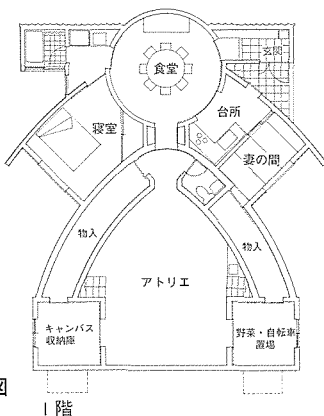 食堂
玄関
台所
寝室
妻の間
物入
物入
アトリエ
キャンバス
収納庫
野菜・自転車
置場
図
1階